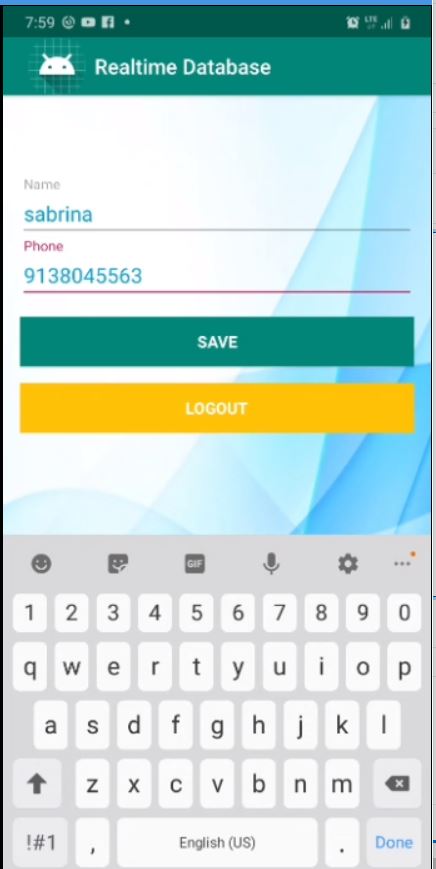 7:59
LTE
Realtime Database
Name
sabrina
Phone
9138045563
SAVE
LOGOUT
GIF
1 2 3 4 5 6 7 8 9 0
q w e r t y u i o p
a s d f g h j k l
z x c v b n m
!#1 , English (US) . Done